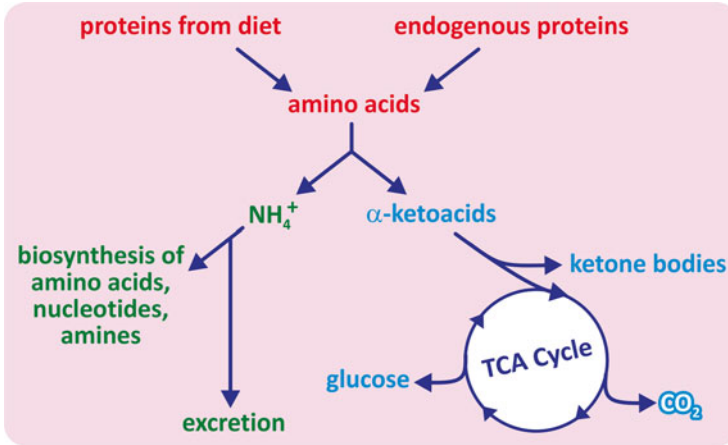 proteins from diet
endogenous proteins
amino acids
NH₄⁺
α-ketoacids
biosynthesis of
amino acids,
nucleotides,
amines
ketone bodies
TCA Cycle
glucose
CO₂
excretion